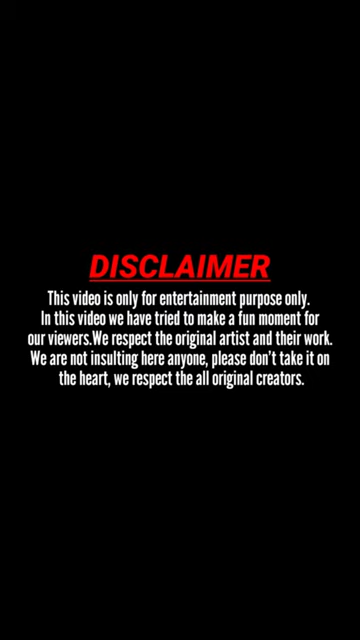 DISCLAIMER
This video is only for entertainment purpose only.
In this video we have tried to make a fun moment for
our viewers.We respect the original artist and their work.
We are not insulting here anyone, please don't take it on
the heart, we respect the all original creators.